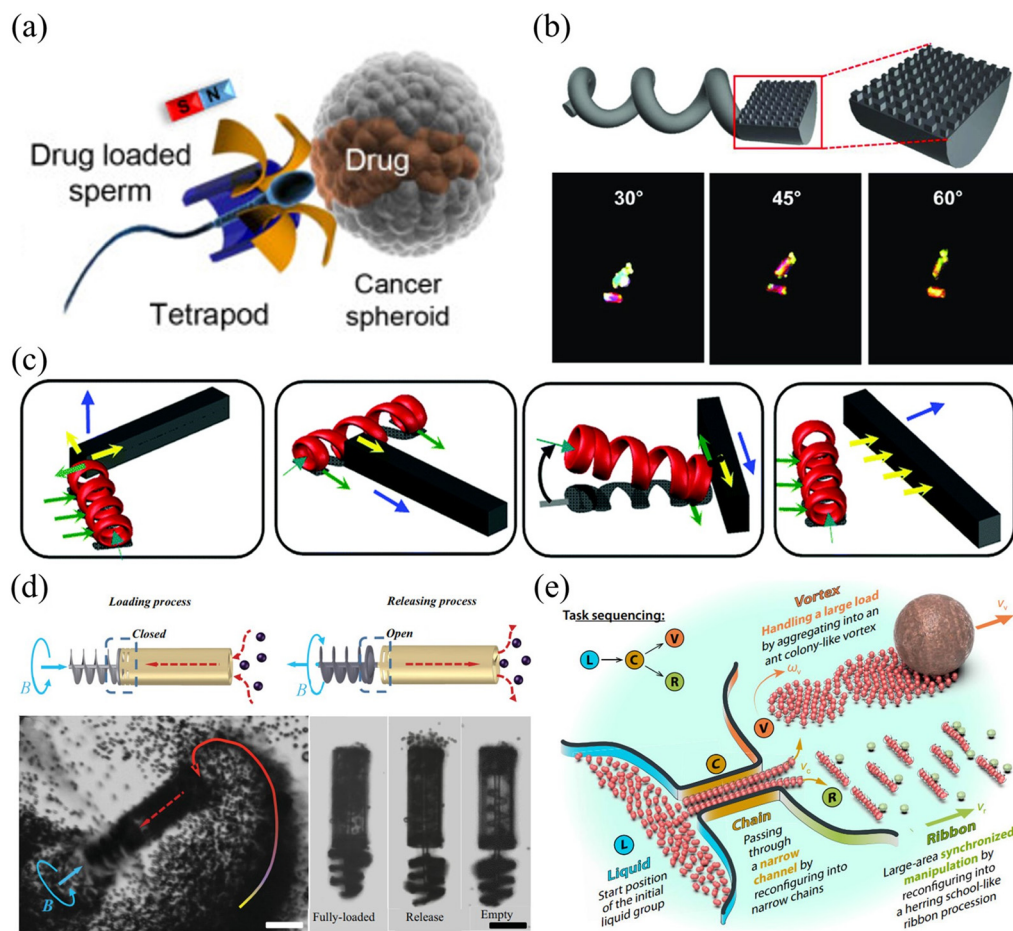 (a)
S N
Drug loaded
sperm
Drug
Tetrapod
Cancer
spheroid
(b)
30°
45°
60°
(c)
(d)
Loading process
Releasing process
Closed
Open
B
B
B
Fully-loaded
Release
Empty
(e)
Task sequencing:
L
C
V
R
Vortex
Handling a large load
by aggregating into an
ant colony-like vortex
Vᵥ
ωᵥ
V
C
V꜀
R
Vᵣ
L
Liquid
Start position
of the initial
liquid group
Chain
Passing
through
a narrow
channel by
reconfiguring into
narrow chains
Ribbon
Large-area synchronized
manipulation by
reconfiguring into
a herring school-like
ribbon procession